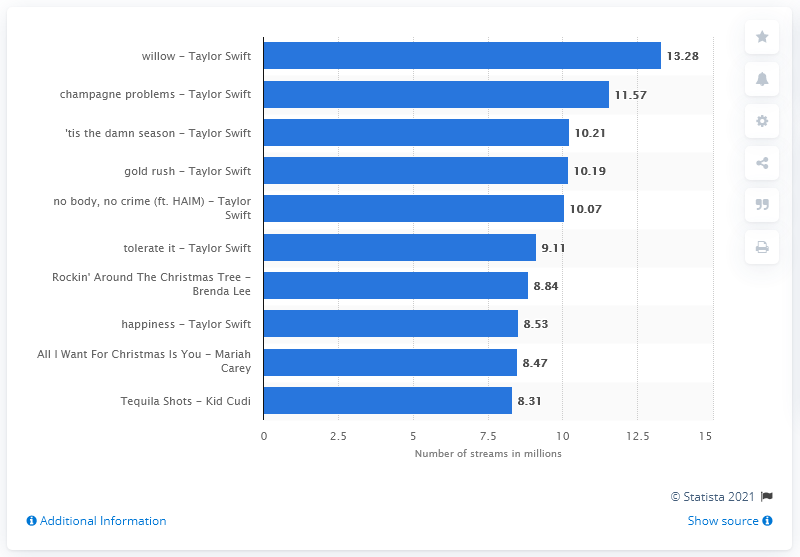 willow – Taylor Swift
13.28
champagne problems – Taylor Swift
11.57
'tis the damn season – Taylor Swift
10.21
gold rush – Taylor Swift
10.19
no body, no crime (ft. HAIM) – Taylor
Swift
10.07
tolerate it – Taylor Swift
9.11
Rockin' Around The Christmas Tree –
Brenda Lee
8.84
happiness – Taylor Swift
8.53
All I Want For Christmas Is You – Mariah
Carey
8.47
Tequila Shots – Kid Cudi
8.31
0 2.5 5 7.5 10 12.5 15
Number of streams in millions
© Statista 2021
Additional Information
Show source